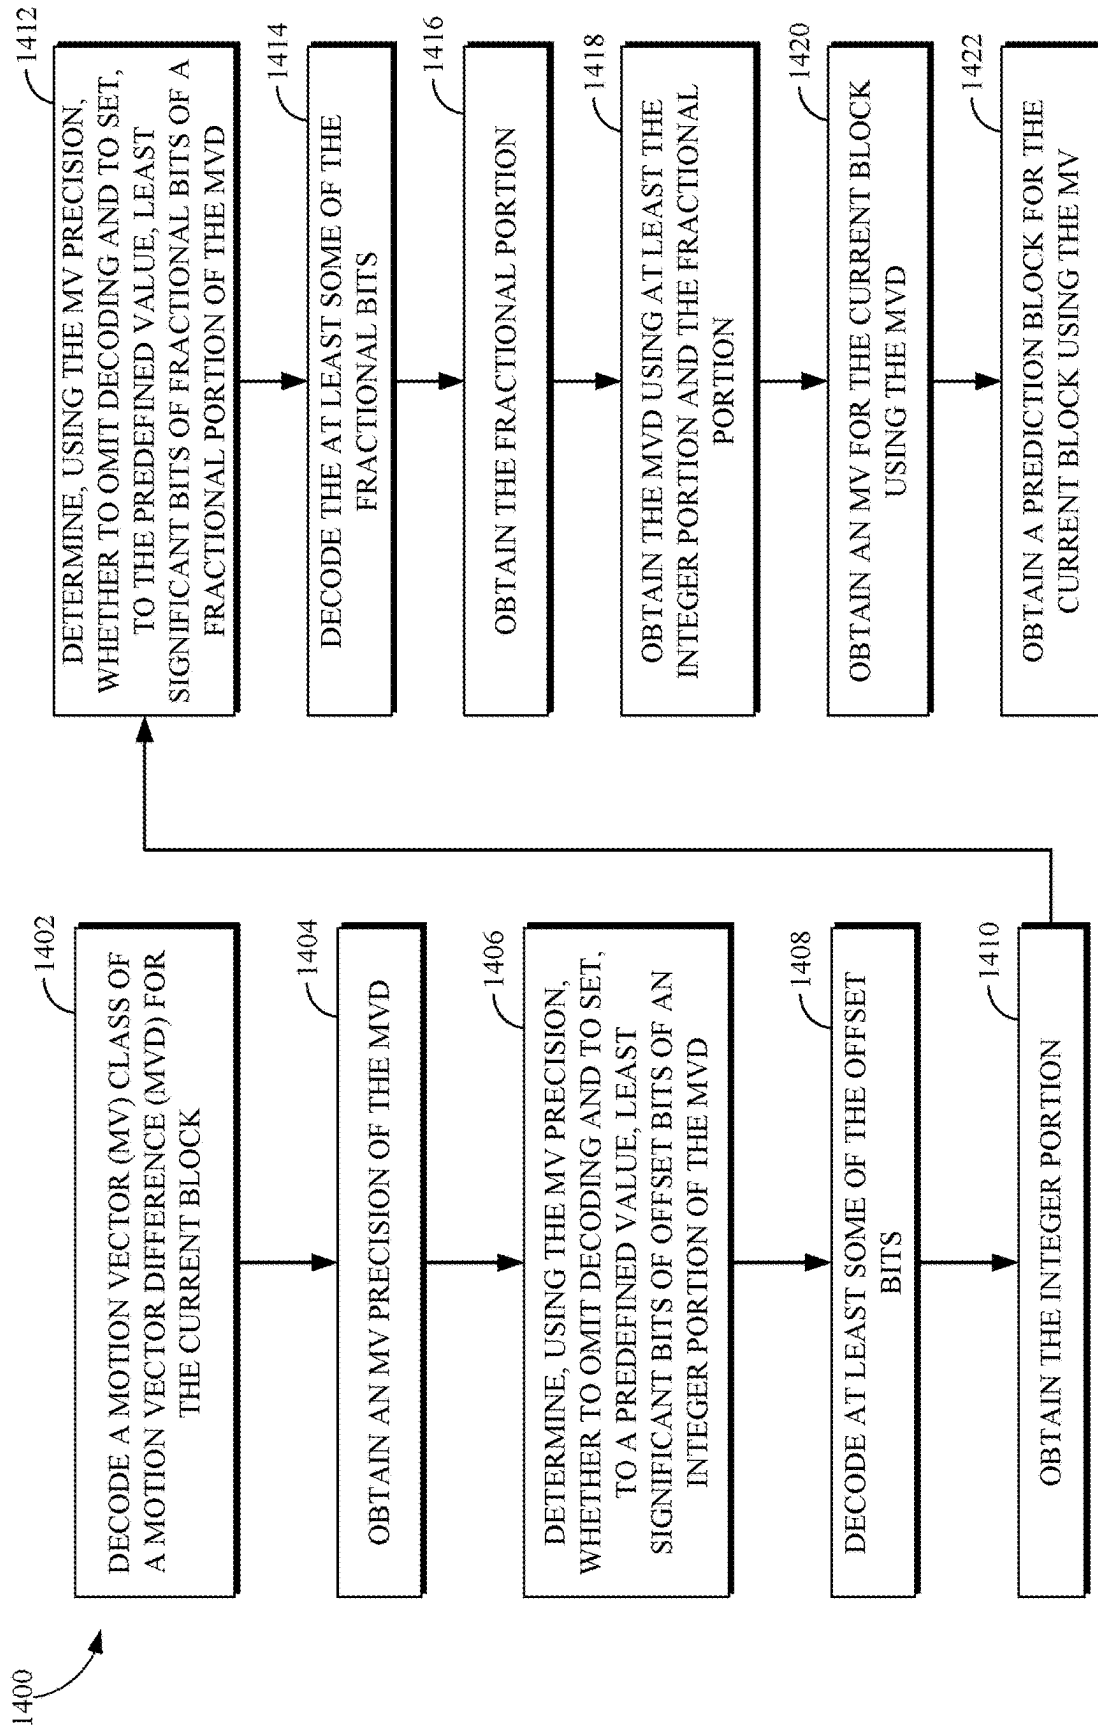 1400
1402
DECODE A MOTION VECTOR (MV) CLASS OF
A MOTION VECTOR DIFFERENCE (MVD) FOR
THE CURRENT BLOCK
1404
OBTAIN AN MV PRECISION OF THE MVD
1406
DETERMINE, USING THE MV PRECISION,
WHETHER TO OMIT DECODING AND TO SET,
TO A PREDEFINED VALUE, LEAST
SIGNIFICANT BITS OF OFFSET BITS OF AN
INTEGER PORTION OF THE MVD
1408
DECODE AT LEAST SOME OF THE OFFSET
BITS
1410
OBTAIN THE INTEGER PORTION
1412
DETERMINE, USING THE MV PRECISION,
WHETHER TO OMIT DECODING AND TO SET,
TO THE PREDEFINED VALUE, LEAST
SIGNIFICANT BITS OF FRACTIONAL BITS OF A
FRACTIONAL PORTION OF THE MVD
1414
DECODE THE AT LEAST SOME OF THE
FRACTIONAL BITS
1416
OBTAIN THE FRACTIONAL PORTION
1418
OBTAIN THE MVD USING AT LEAST THE
INTEGER PORTION AND THE FRACTIONAL
PORTION
1420
OBTAIN AN MV FOR THE CURRENT BLOCK
USING THE MVD
1422
OBTAIN A PREDICTION BLOCK FOR THE
CURRENT BLOCK USING THE MV